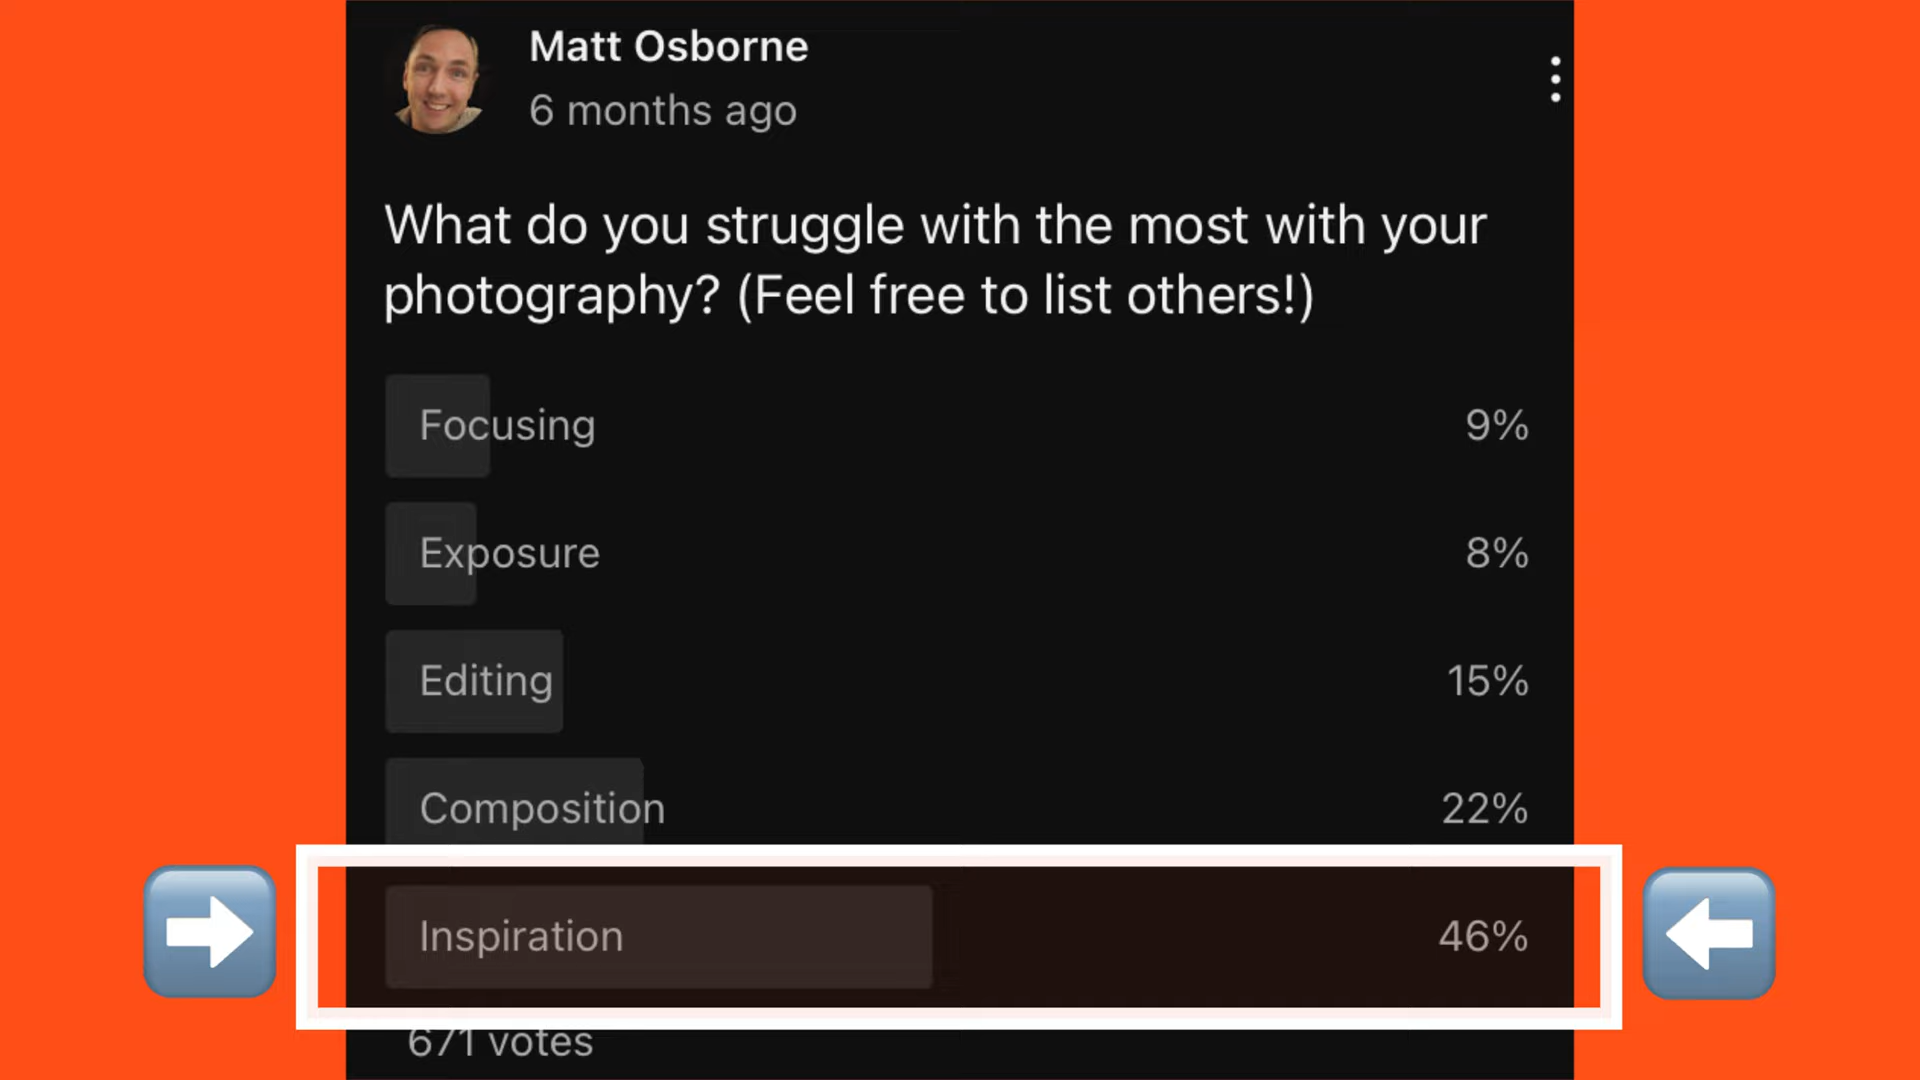 Matt Osborne
6 months ago
What do you struggle with the most with your
photography? (Feel free to list others!)
Focusing 9%
Exposure 8%
Editing 15%
Composition 22%
Inspiration 46%
671 votes